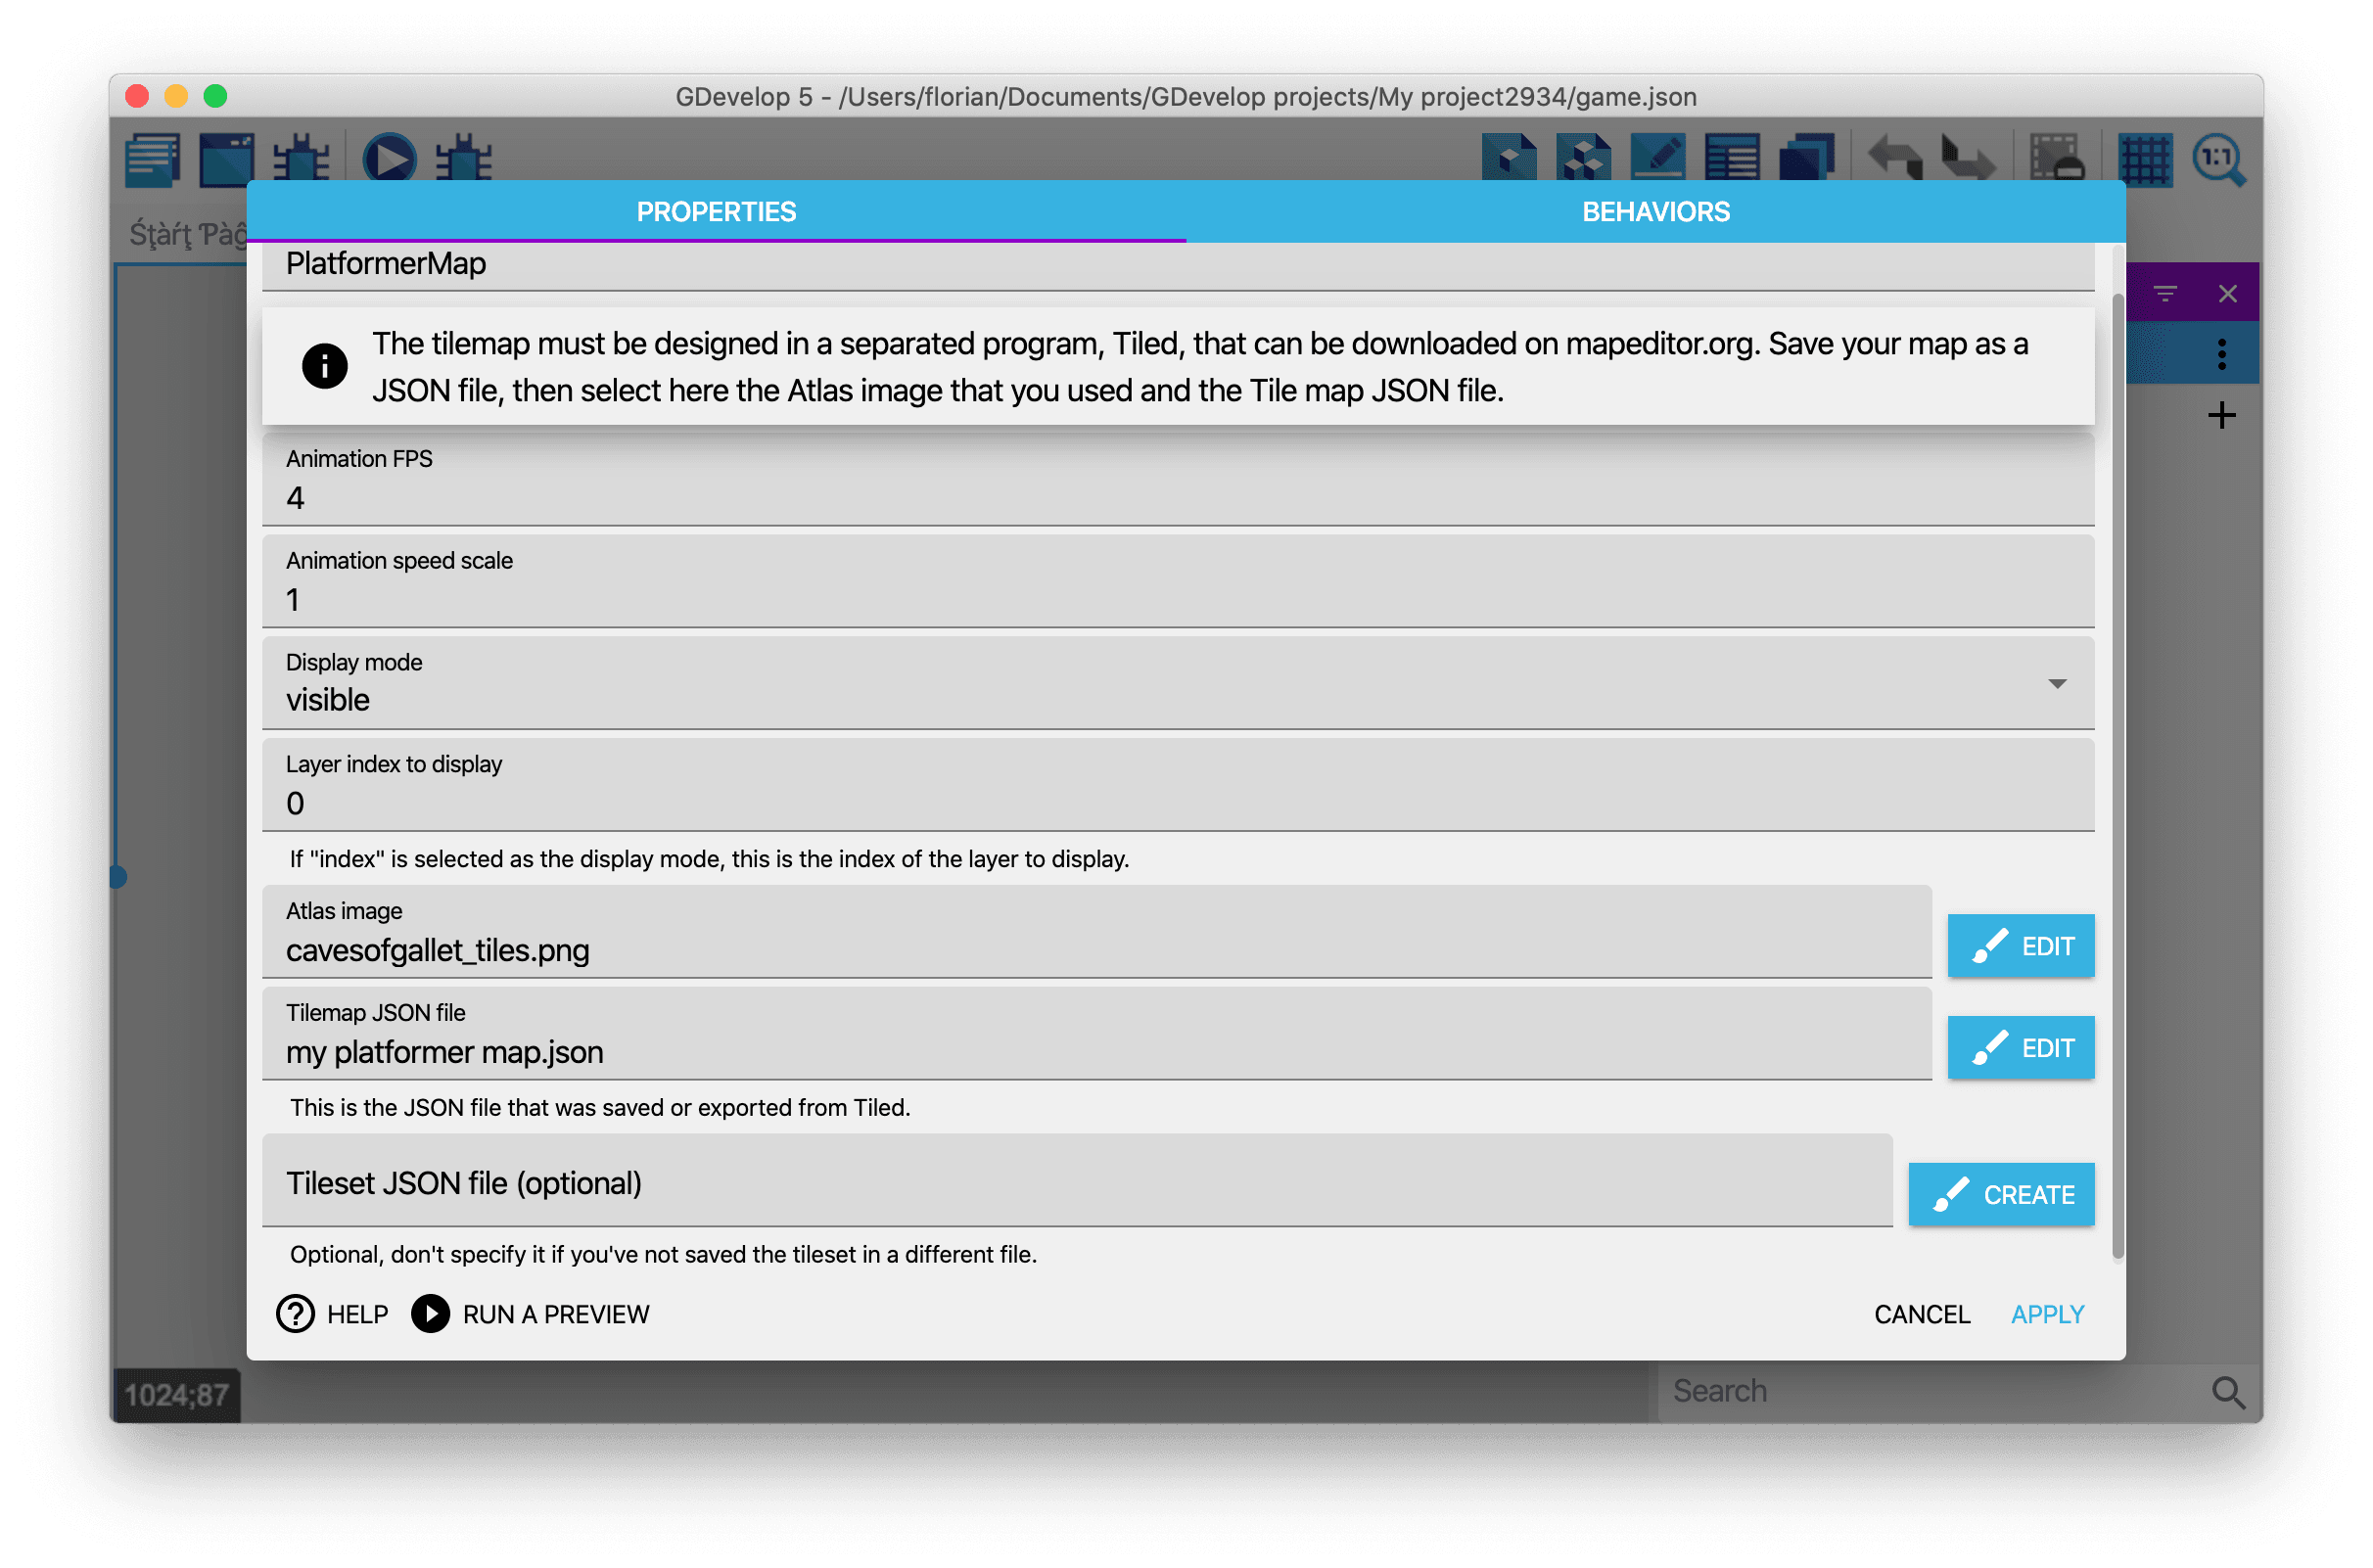 GDevelop 5 - /Users/florian/Documents/GDevelop projects/My project2934/game.json
1:1
Śţàŕţ Ƥàĝ
PROPERTIES
BEHAVIORS
PlatformerMap
The tilemap must be designed in a separated program, Tiled, that can be downloaded on mapeditor.org. Save your map as a
JSON file, then select here the Atlas image that you used and the Tile map JSON file.
Animation FPS
4
Animation speed scale
1
Display mode
visible
Layer index to display
0
If "index" is selected as the display mode, this is the index of the layer to display.
Atlas image
cavesofgallet_tiles.png
EDIT
Tilemap JSON file
my platformer map.json
EDIT
This is the JSON file that was saved or exported from Tiled.
Tileset JSON file (optional)
CREATE
Optional, don't specify it if you've not saved the tileset in a different file.
HELP
RUN A PREVIEW
CANCEL
APPLY
1024;87
Search